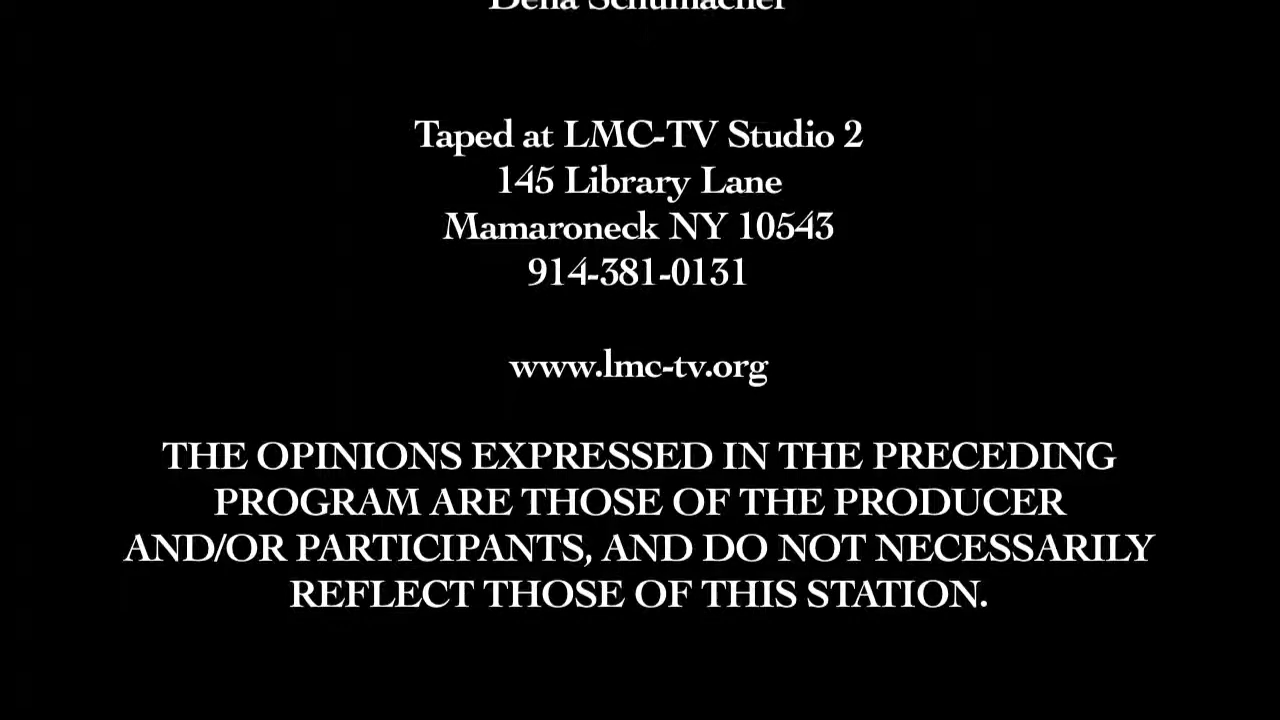 Dena Schumacher
Taped at LMC-TV Studio 2
145 Library Lane
Mamaroneck NY 10543
914-381-0131
www.lmc-tv.org
THE OPINIONS EXPRESSED IN THE PRECEDING
PROGRAM ARE THOSE OF THE PRODUCER
AND/OR PARTICIPANTS, AND DO NOT NECESSARILY
REFLECT THOSE OF THIS STATION.